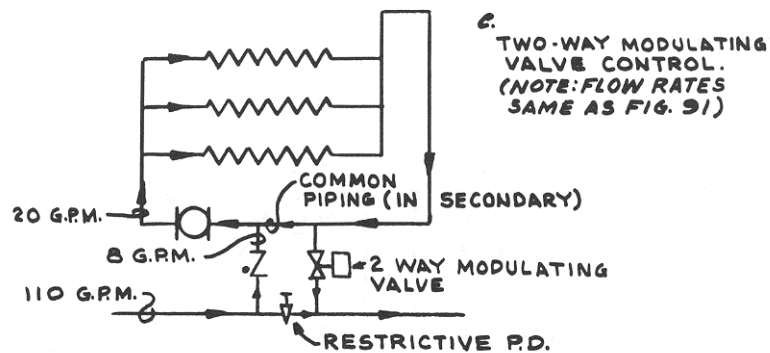 C.
TWO-WAY MODULATING
VALVE CONTROL.
(NOTE: FLOW RATES
SAME AS FIG. 91)
COMMON
PIPING (IN SECONDARY)
20 G.P.M.
8 G.P.M.
2 WAY MODULATING
VALVE
110 G.P.M.
RESTRICTIVE P.D.